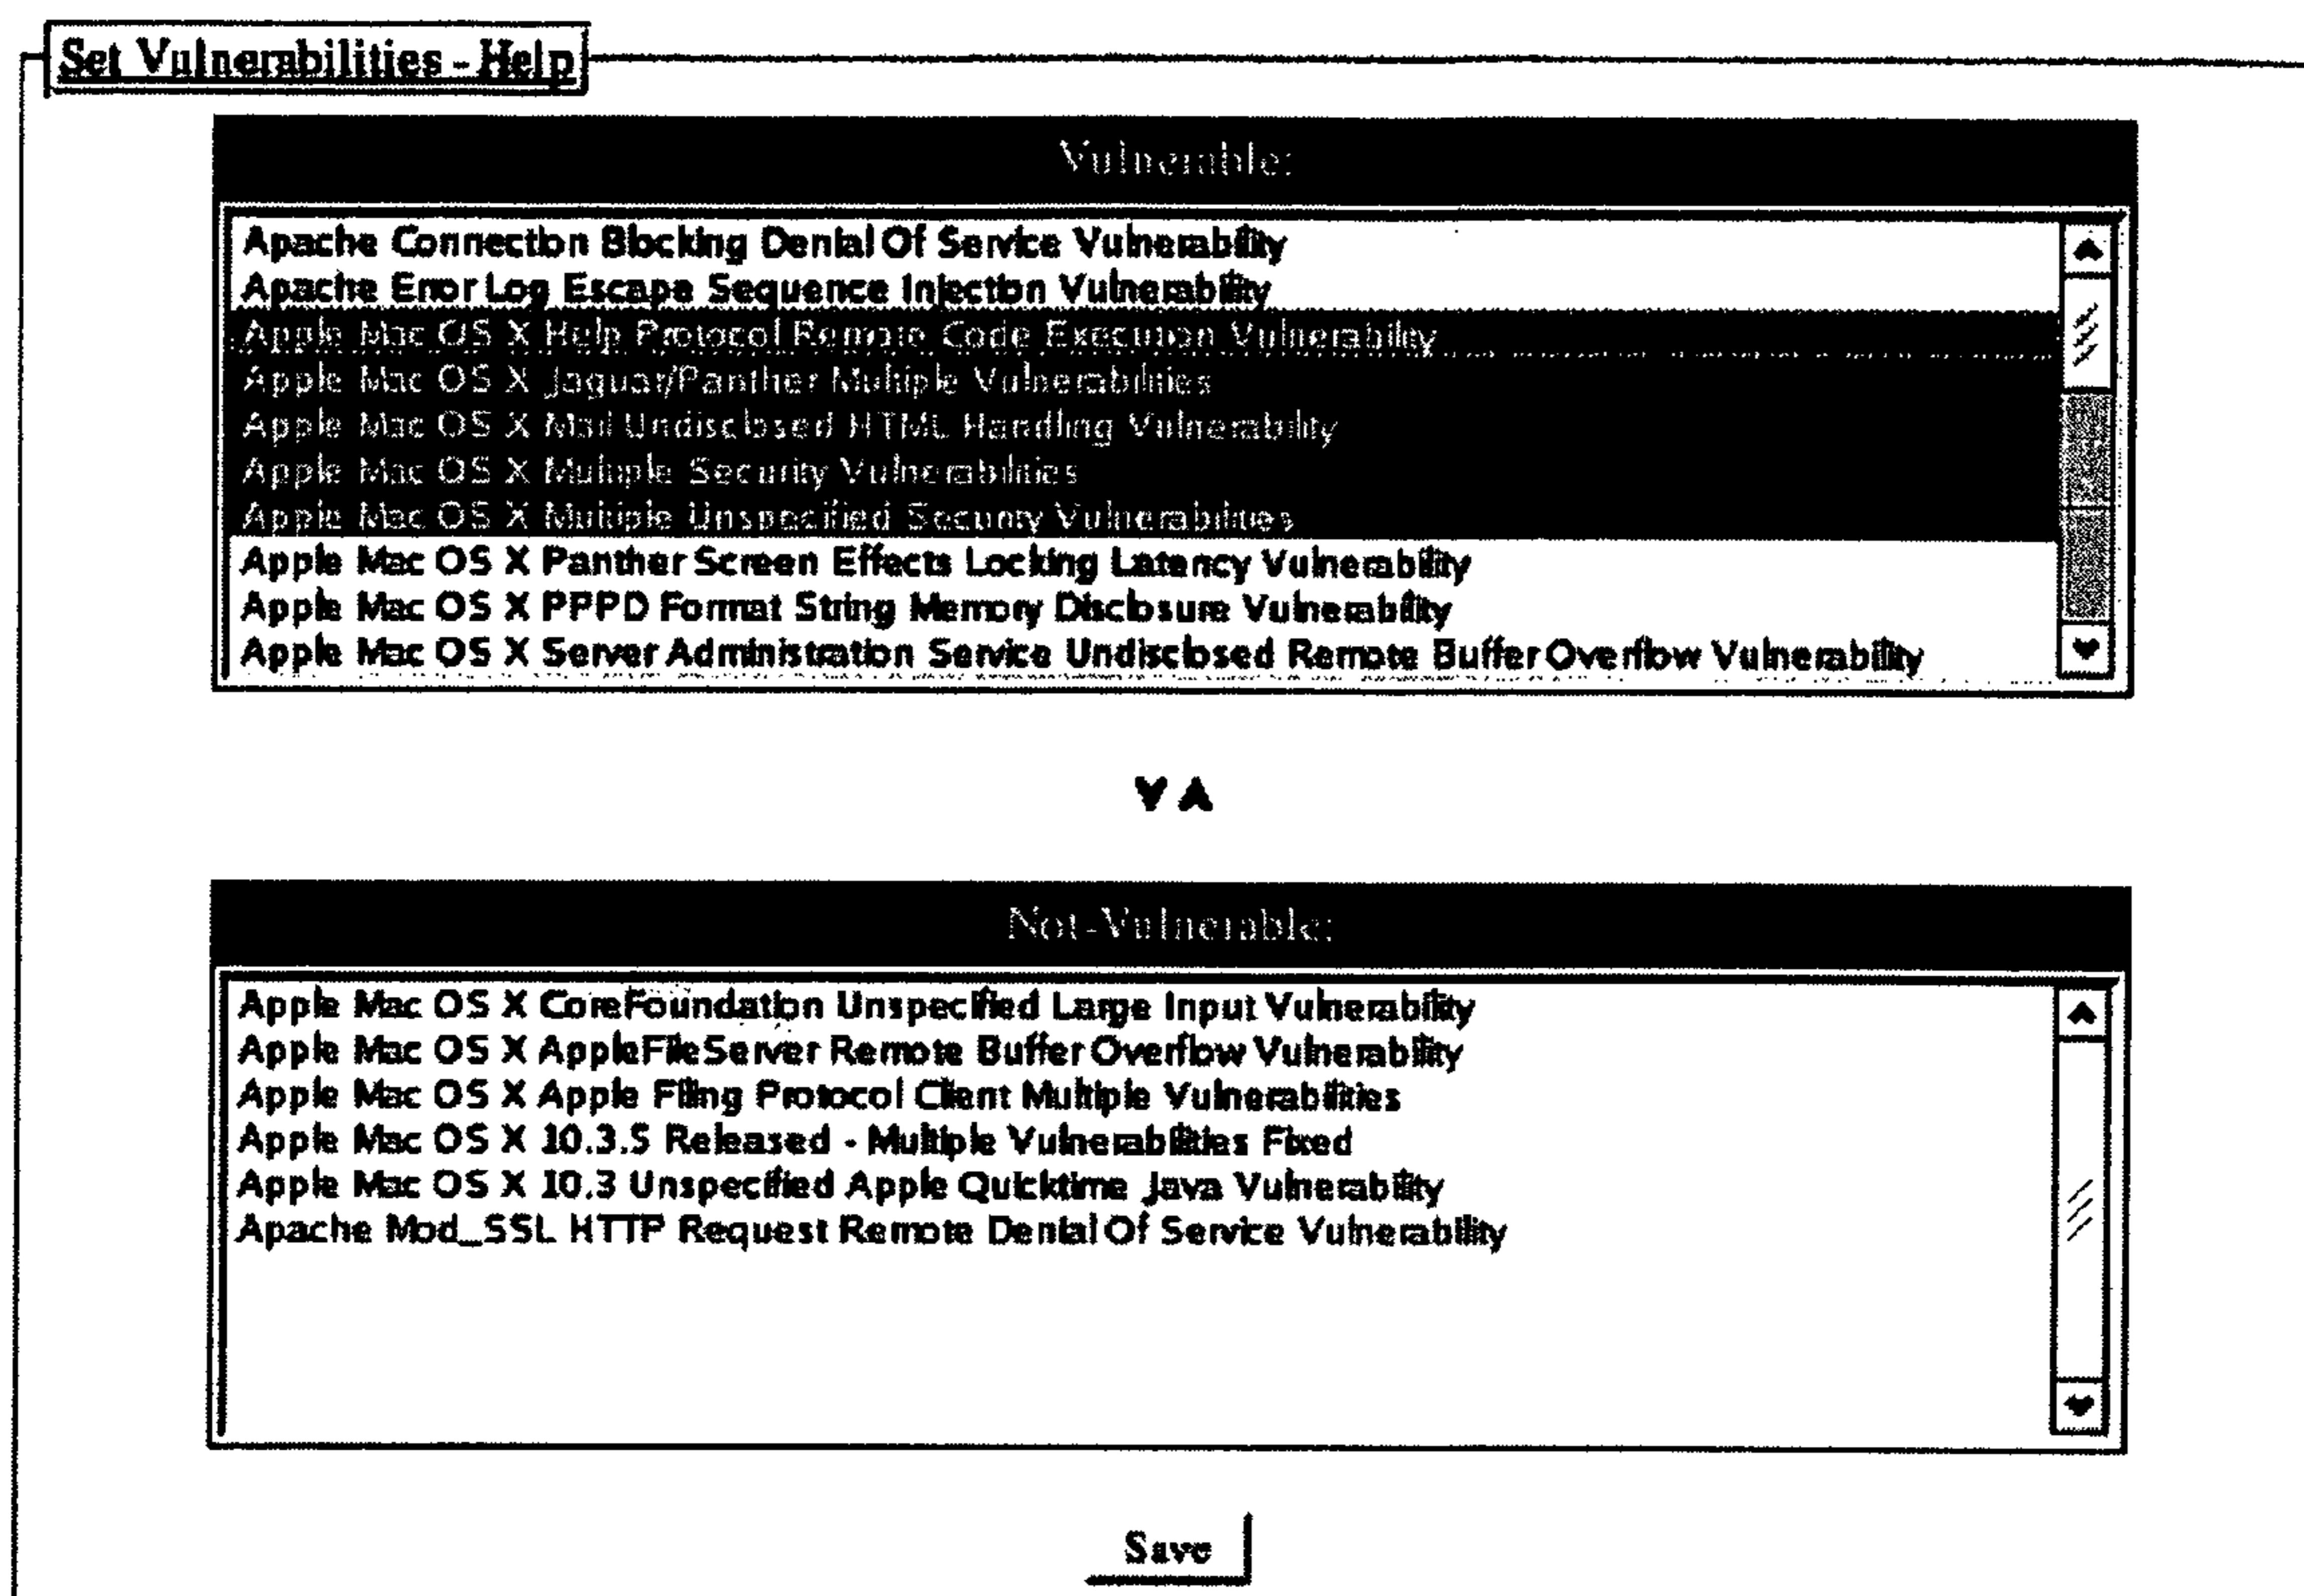 Set Vulnerabilities - Help
Vulnerable:
Apache Connection Blocking Denial Of Service Vulnerability
Apache Error Log Escape Sequence Injection Vulnerability
Apple Mac OS X Help Protocol Remote Code Execution Vulnerability
Apple Mac OS X Jaguar/Panther Multiple Vulnerabilities
Apple Mac OS X Mail Undisclosed HTML Handling Vulnerability
Apple Mac OS X Multiple Security Vulnerabilities
Apple Mac OS X Multiple Unspecified Security Vulnerabilities
Apple Mac OS X Panther Screen Effects Locking Latency Vulnerability
Apple Mac OS X PPPD Format String Memory Disclosure Vulnerability
Apple Mac OS X Server Administration Service Undisclosed Remote Buffer Overflow Vulnerability
Not-Vulnerable:
Apple Mac OS X CoreFoundation Unspecified Large Input Vulnerability
Apple Mac OS X AppleFileServer Remote Buffer Overflow Vulnerability
Apple Mac OS X Apple Filing Protocol Client Multiple Vulnerabilities
Apple Mac OS X 10.3.5 Released - Multiple Vulnerabilities Fixed
Apple Mac OS X 10.3 Unspecified Apple Quicktime Java Vulnerability
Apache Mod_SSL HTTP Request Remote Denial Of Service Vulnerability
Save